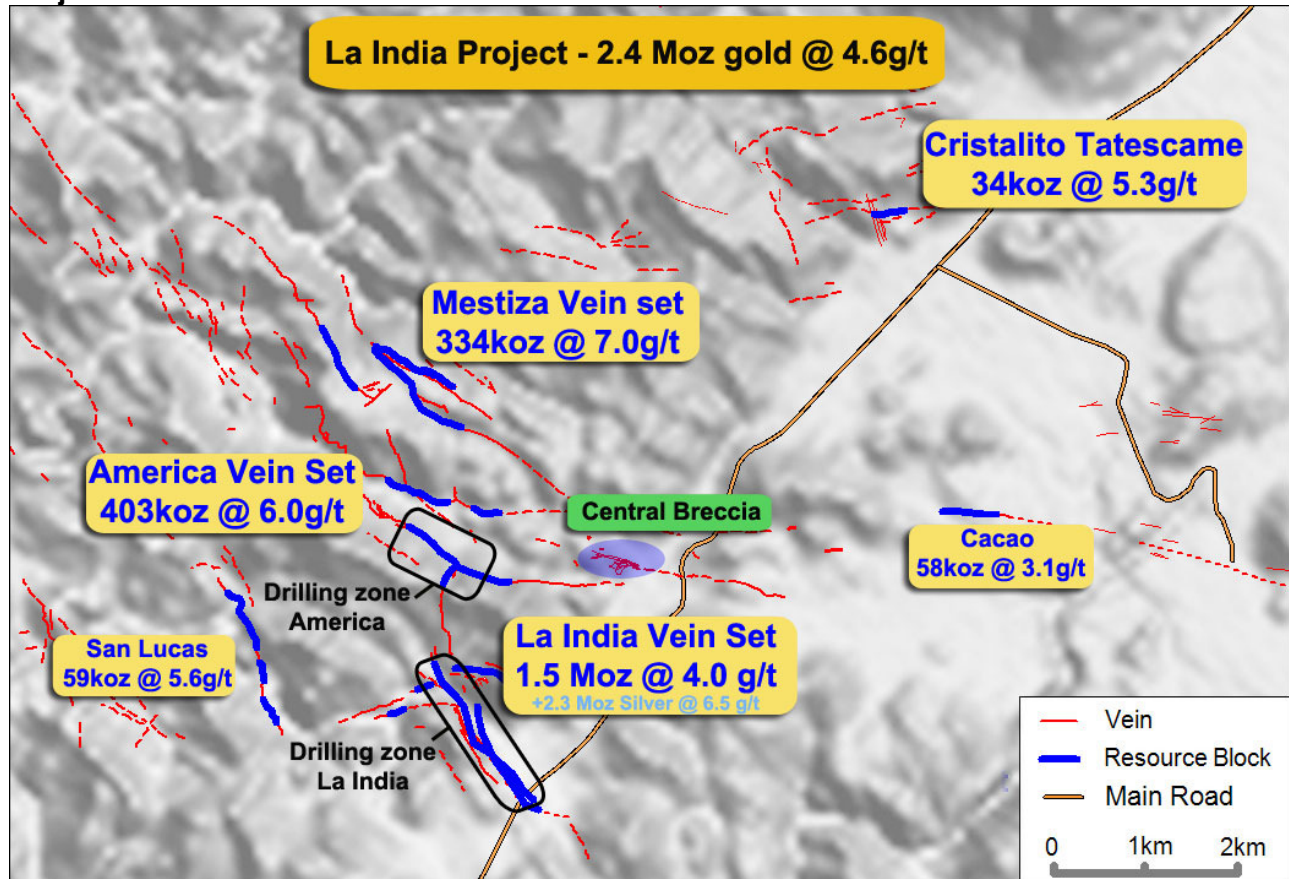 La India Project - 2.4 Moz gold @ 4.6g/t
Cristalito Tatescame
34koz @ 5.3g/t
Mestiza Vein set
334koz @ 7.0g/t
America Vein Set
403koz @ 6.0g/t
Central Breccia
Cacao
58koz @ 3.1g/t
Drilling zone
America
San Lucas
59koz @ 5.6g/t
La India Vein Set
1.5 Moz @ 4.0 g/t
+2.3 Moz Silver @ 6.5 g/t
Drilling zone
La India
Vein
Resource Block
Main Road
0 1km 2km